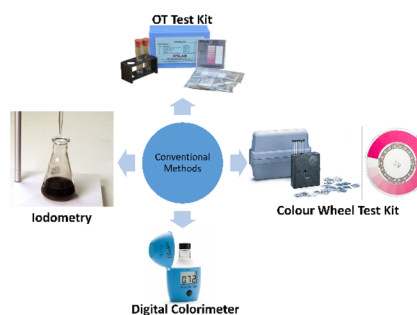 OT Test Kit
Conventional
Methods
Iodometry
Colour Wheel Test Kit
Digital Colorimeter